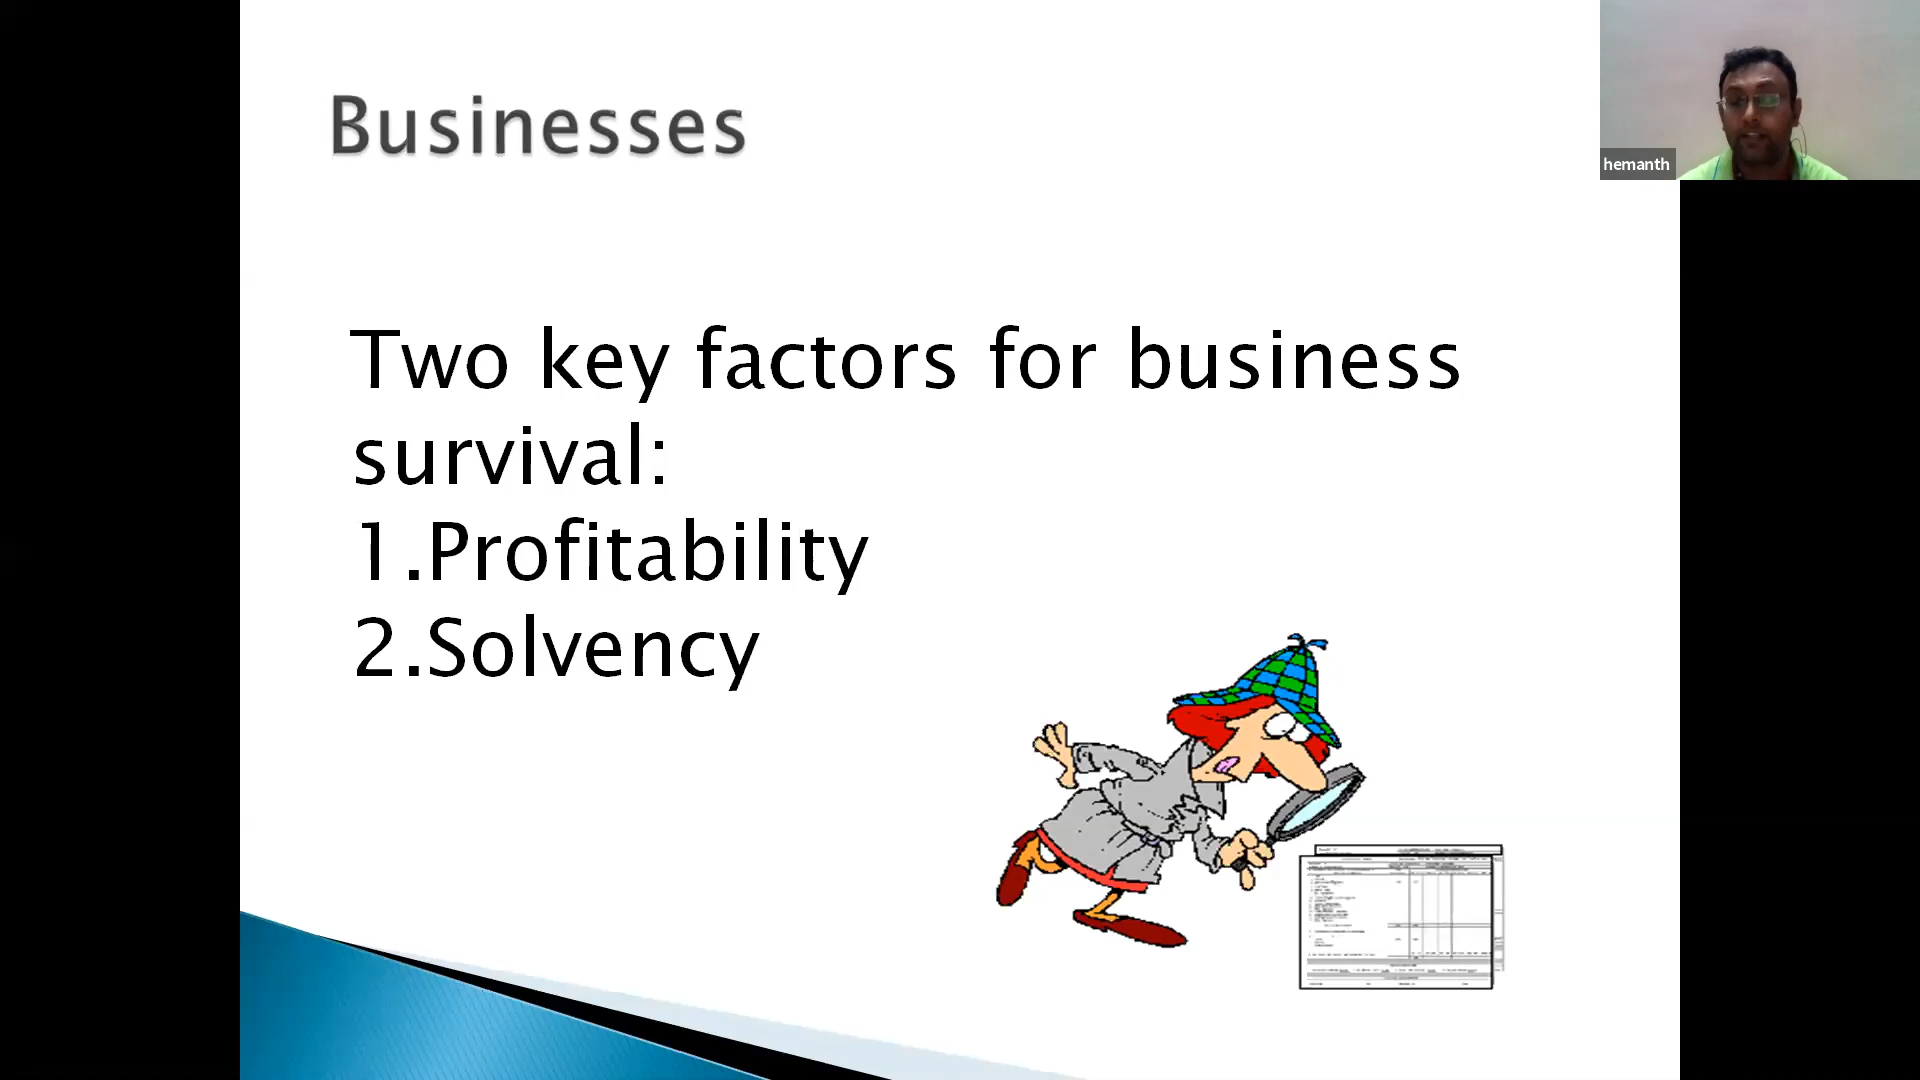 Businesses
hemanth
Two key factors for business
survival:
1.Profitability
2.Solvency